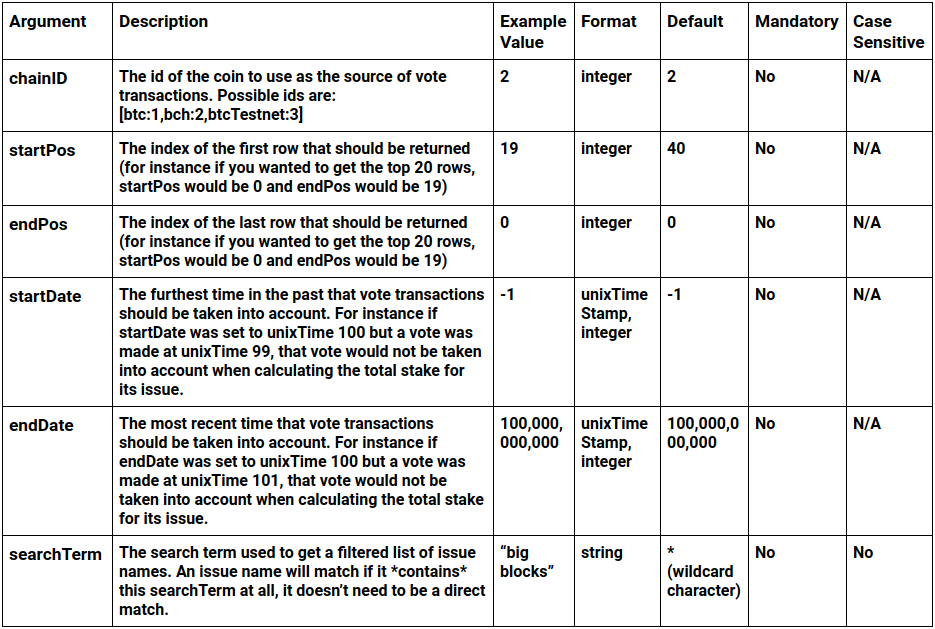 Argument Description Example Value Format Default Mandatory Case Sensitive
chainID The id of the coin to use as the source of vote transactions. Possible ids are: [btc:1,bch:2,btcTestnet:3] 2 integer 2 No N/A
startPos The index of the first row that should be returned (for instance if you wanted to get the top 20 rows, startPos would be 0 and endPos would be 19) 19 integer 40 No N/A
endPos The index of the last row that should be returned (for instance if you wanted to get the top 20 rows, startPos would be 0 and endPos would be 19) 0 integer 0 No N/A
startDate The furthest time in the past that vote transactions should be taken into account. For instance if startDate was set to unixTime 100 but a vote was made at unixTime 99, that vote would not be taken into account when calculating the total stake for its issue. -1 unixTime Stamp, integer -1 No N/A
endDate The most recent time that vote transactions should be taken into account. For instance if endDate was set to unixTime 100 but a vote was made at unixTime 101, that vote would not be taken into account when calculating the total stake for its issue. 100,000,000,000 unixTime Stamp, integer 100,000,000,000 No N/A
searchTerm The search term used to get a filtered list of issue names. An issue name will match if it *contains* this searchTerm at all, it doesn’t need to be a direct match. “big blocks” string * (wildcard character) No No